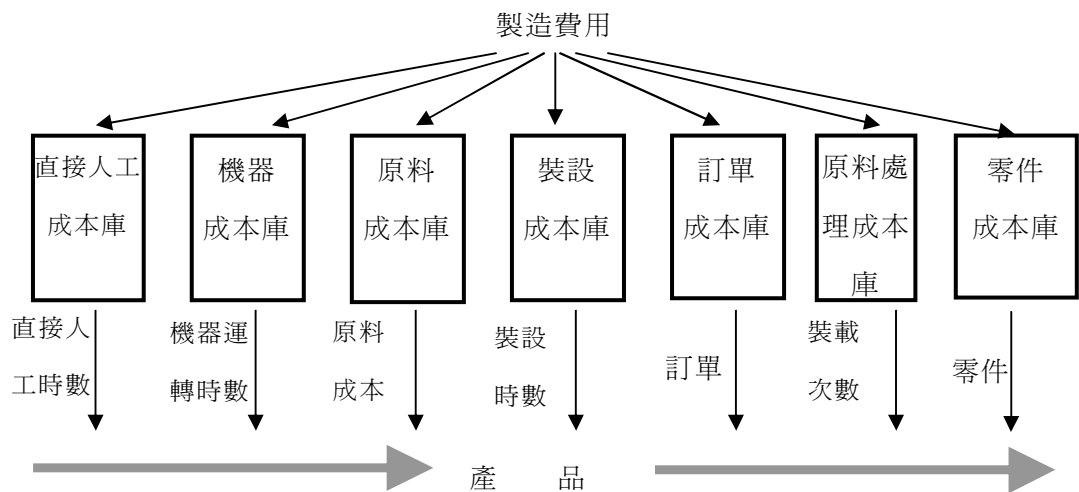 製造費用
直接人工
成本庫
機器
成本庫
原料
成本庫
裝設
成本庫
訂單
成本庫
原料處
理成本
庫
零件
成本庫
直接人
工時數
機器運
轉時數
原料
成本
裝設
時數
訂單
裝載
次數
零件
產 品